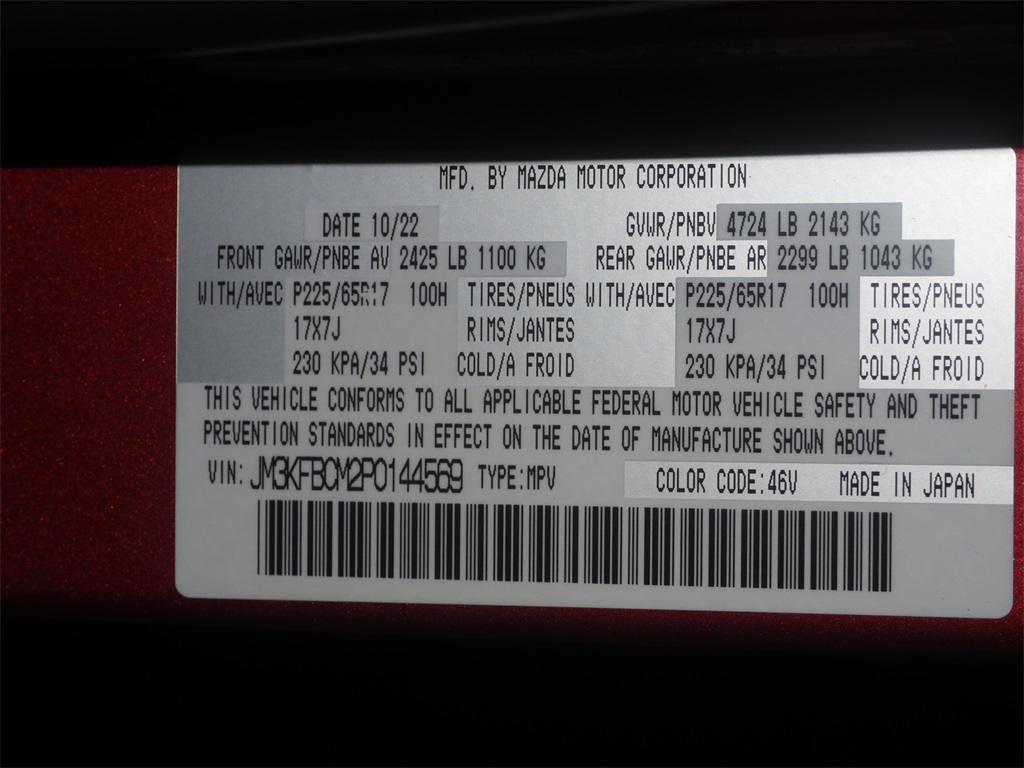 MFD. BY MAZDA MOTOR CORPORATION
DATE 10/22 GVWR/PNBV 4724 LB 2143 KG
FRONT GAWR/PNBE AV 2425 LB 1100 KG REAR GAWR/PNBE AR 2299 LB 1043 KG
WITH/AVEC P225/65R17 100H TIRES/PNEUS WITH/AVEC P225/65R17 100H TIRES/PNEUS
17X7J RIMS/JANTES 17X7J RIMS/JANTES
230 KPA/34 PSI COLD/A FROID 230 KPA/34 PSI COLD/A FROID
THIS VEHICLE CONFORMS TO ALL APPLICABLE FEDERAL MOTOR VEHICLE SAFETY AND THEFT
PREVENTION STANDARDS IN EFFECT ON THE DATE OF MANUFACTURE SHOWN ABOVE.
VIN: JM3KFBCM2P0144569 TYPE:MPV COLOR CODE:46V MADE IN JAPAN